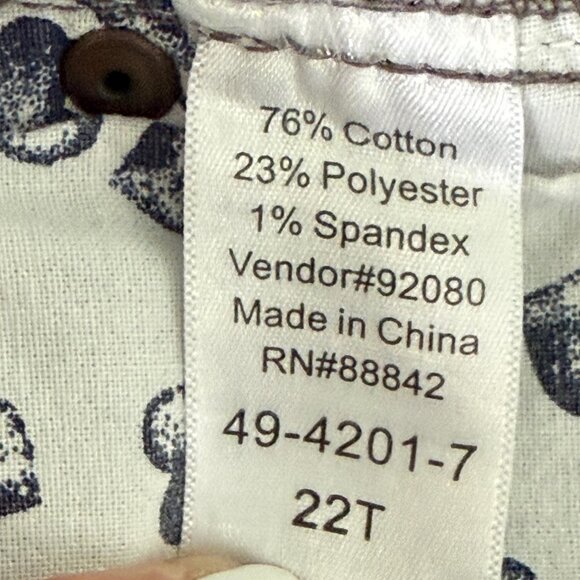 76% Cotton
23% Polyester
1% Spandex
Vendor#92080
Made in China
RN#88842
49-4201-7
22T